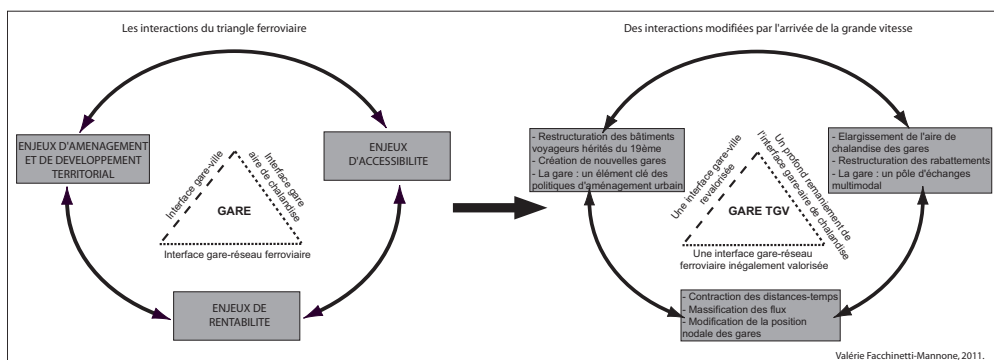 Les interactions du triangle ferroviaire
ENJEUX D'AMENAGEMENT
ET DE DEVELOPPEMENT
TERRITORIAL
ENJEUX
D'ACCESSIBILITE
Interface gare-ville
Interface gare
aire de chalandise
GARE
Interface gare-réseau ferroviaire
ENJEUX DE
RENTABILITE
Des interactions modifiées par l'arrivée de la grande vitesse
- Restructuration des bâtiments
voyageurs hérités du 19ème
- Création de nouvelles gares
- La gare : un élément clé des
politiques d'aménagement urbain
- Elargissement de l'aire de
chalandise des gares
- Restructuration des rabattements
- La gare : un pôle d'échanges
multimodal
Une interface gare-ville
revalorisée
Un profond remaniement de
l'interface gare-aire de chalandise
GARE TGV
Une interface gare-réseau
ferroviaire inégalement valorisée
- Contraction des distances-temps
- Massification des flux
- Modification de la position
nodale des gares
Valérie Facchinetti-Mannone, 2011.